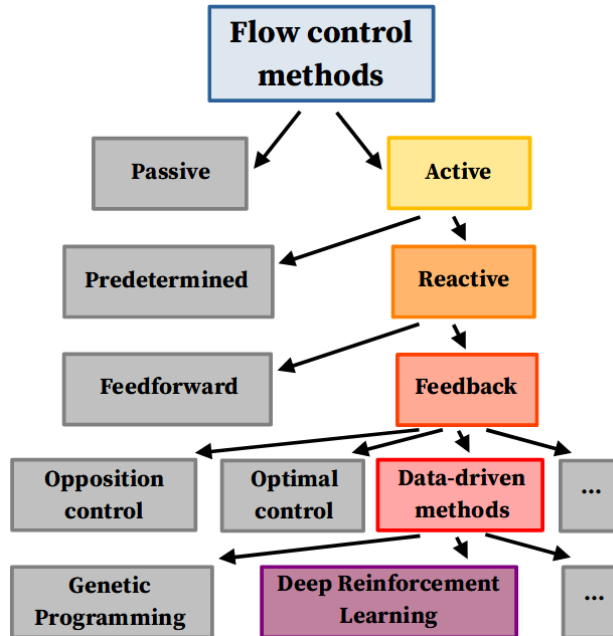 Flow control
methods
Passive
Active
Predetermined
Reactive
Feedforward
Feedback
Opposition
control
Optimal
control
Data-driven
methods
...
Genetic
Programming
Deep Reinforcement
Learning
...